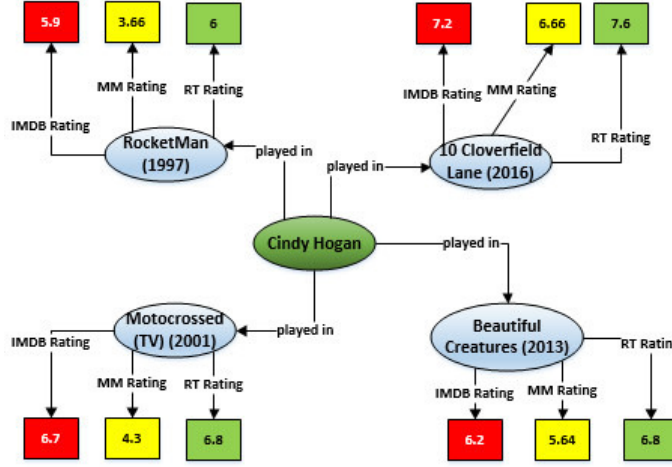 5.9
3.66
6
7.2
6.66
7.6
IMDB Rating
MM Rating
RT Rating
IMDB Rating
MM Rating
RT Rating
RocketMan
(1997)
played in
played in
10 Cloverfield
Lane (2016)
Cindy Hogan
played in
Motocrossed
(TV) (2001)
played in
Beautiful
Creatures (2013)
IMDB Rating
MM Rating
RT Rating
IMDB Rating
MM Rating
RT Ratin
6.7
4.3
6.8
6.2
5.64
6.8